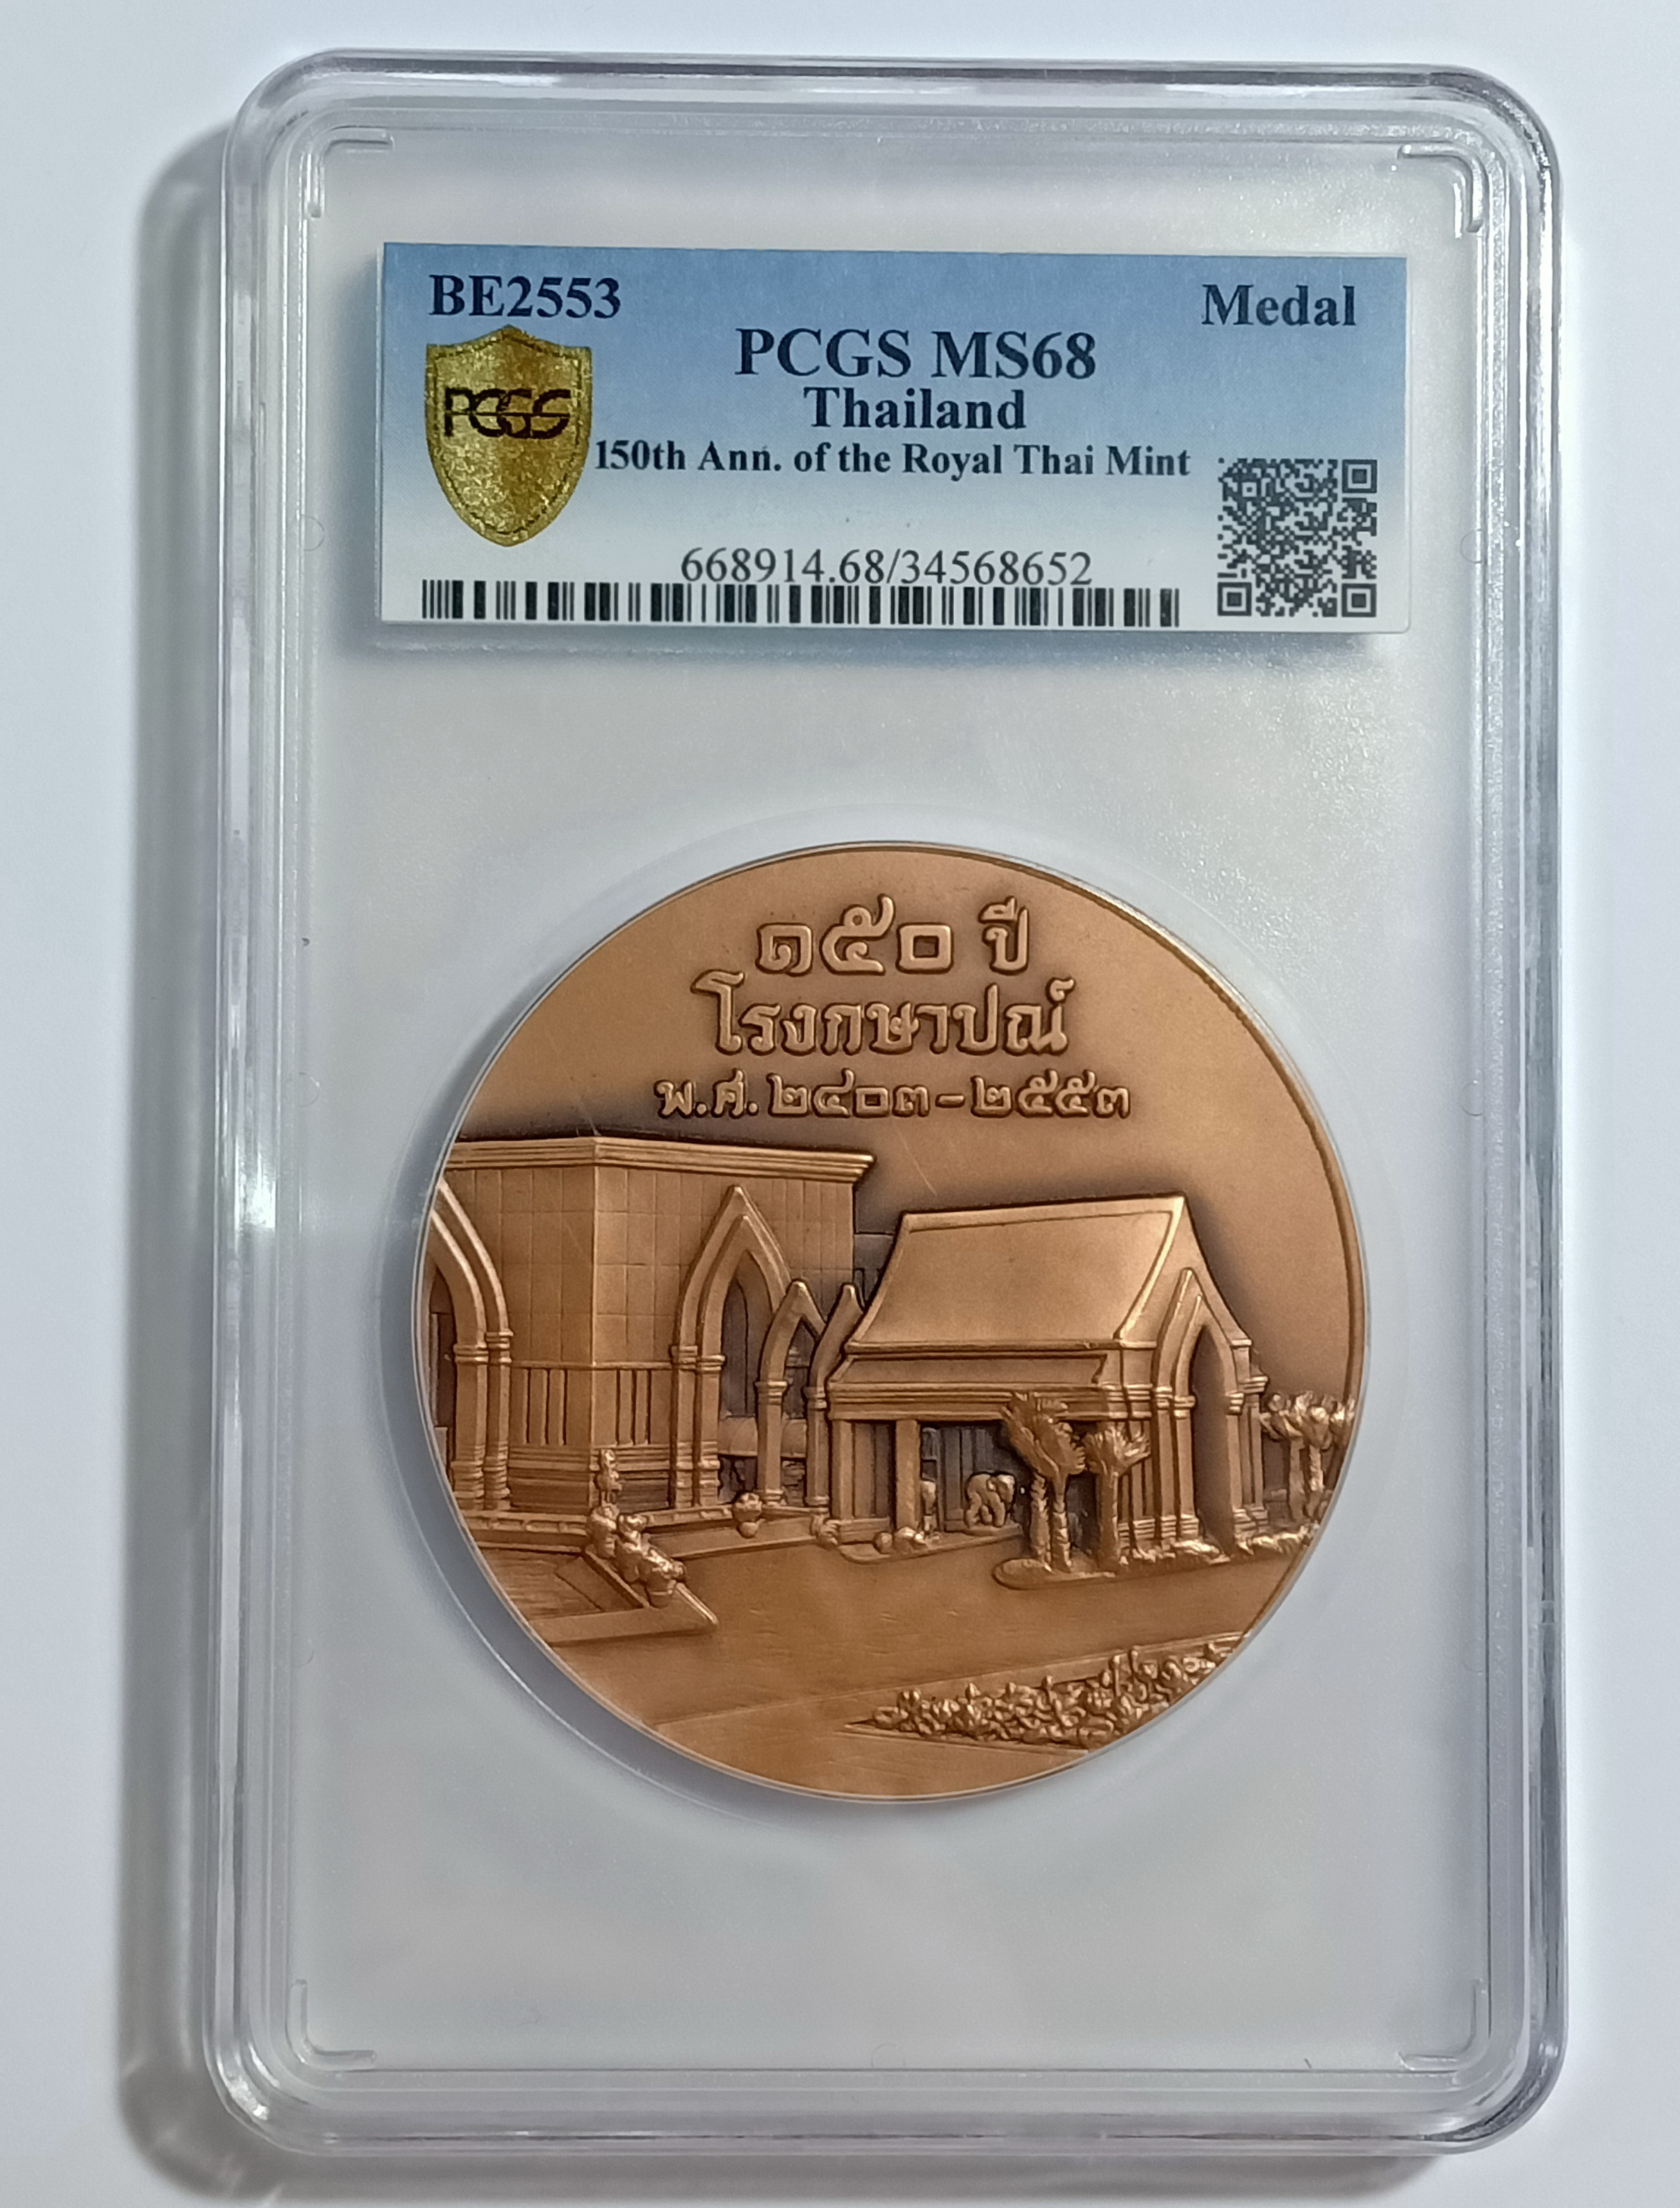 BE2553
Medal
PCGS MS68
Thailand
PCGS
150th Ann. of the Royal Thai Mint
668914.68/34568652
๑๕๐ ปี
โรงกษาปณ์
พ.ศ. ๒๔๐๓-๒๕๕๓